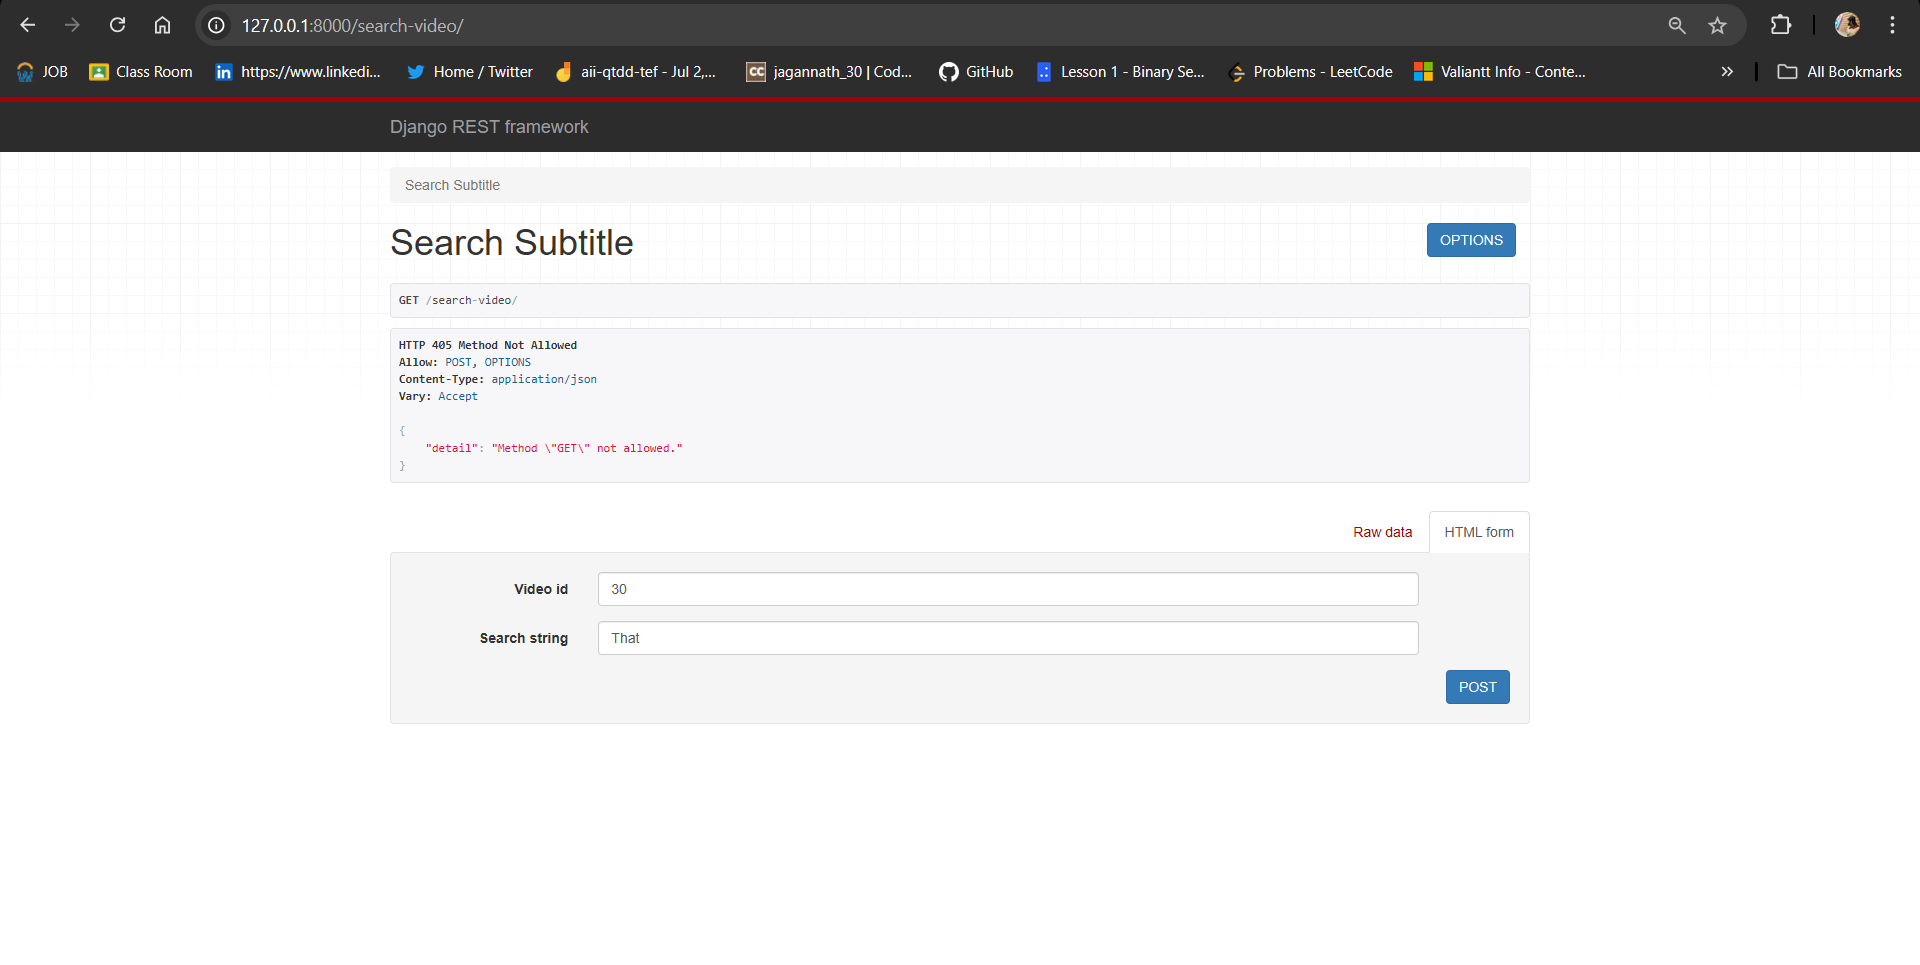 127.0.0.1:8000/search-video/
JOB
Class Room
https://www.linkedi...
Home / Twitter
aii-qtdd-tef - Jul 2,...
CC
jagannath_30 | Cod...
GitHub
Lesson 1 - Binary Se...
Problems - LeetCode
Valiantt Info - Conte...
»
All Bookmarks
Django REST framework
Search Subtitle
Search Subtitle
OPTIONS
GET /search-video/
HTTP 405 Method Not Allowed
Allow: POST, OPTIONS
Content-Type: application/json
Vary: Accept
{
"detail": "Method \"GET\" not allowed."
}
Raw data
HTML form
Video id
30
Search string
That
POST